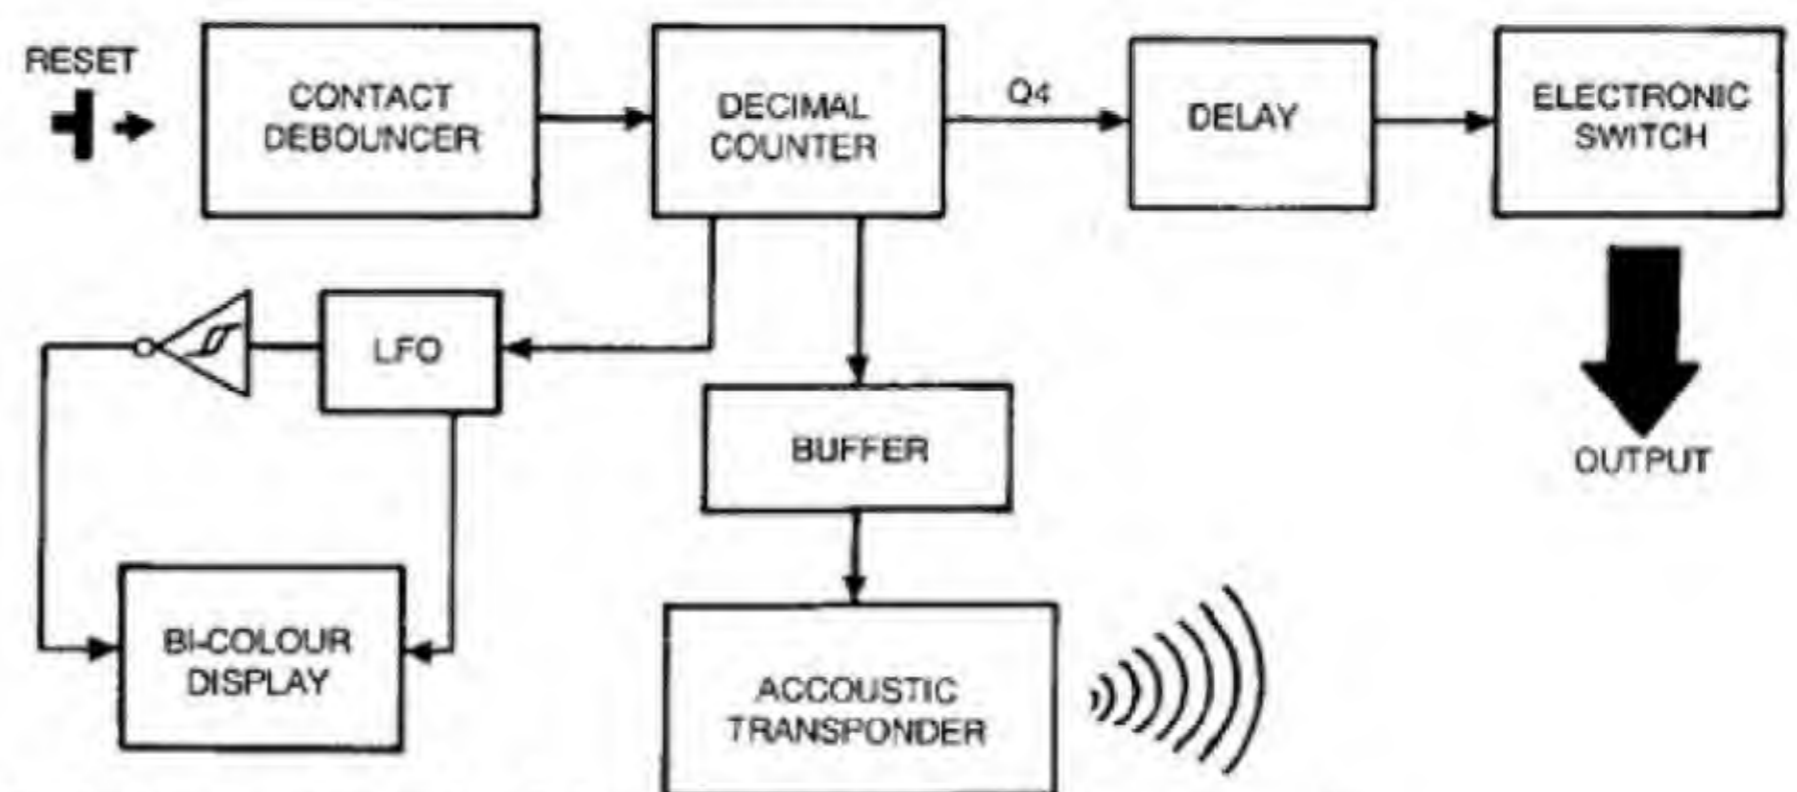 RESET
CONTACT
DEBOUNCER
DECIMAL
COUNTER
Q4
DELAY
ELECTRONIC
SWITCH
LFO
BUFFER
OUTPUT
BI-COLOUR
DISPLAY
ACCOUSTIC
TRANSPONDER